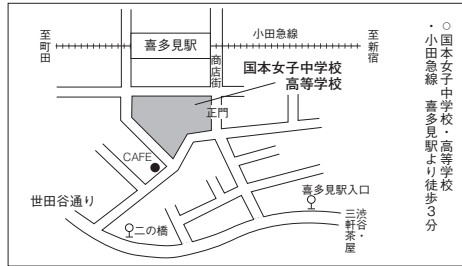 ○国本女子中学校・高等学校
・小田急線　喜多見駅より徒歩3分
至町田
喜多見駅
小田急線
至新宿
商店街
国本女子中学校
高等学校
正門
CAFE
世田谷通り
喜多見駅入口
二の橋
渋谷・
三軒茶屋